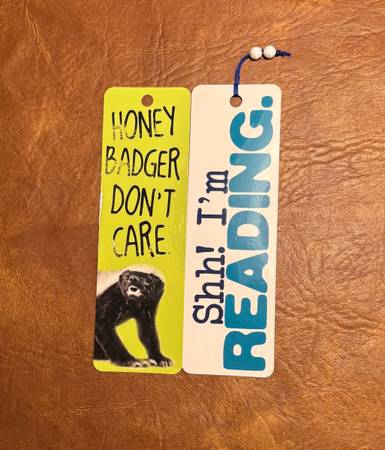 HONEY
BADGER
DON'T
CARE.
Shh! I'm
READING.